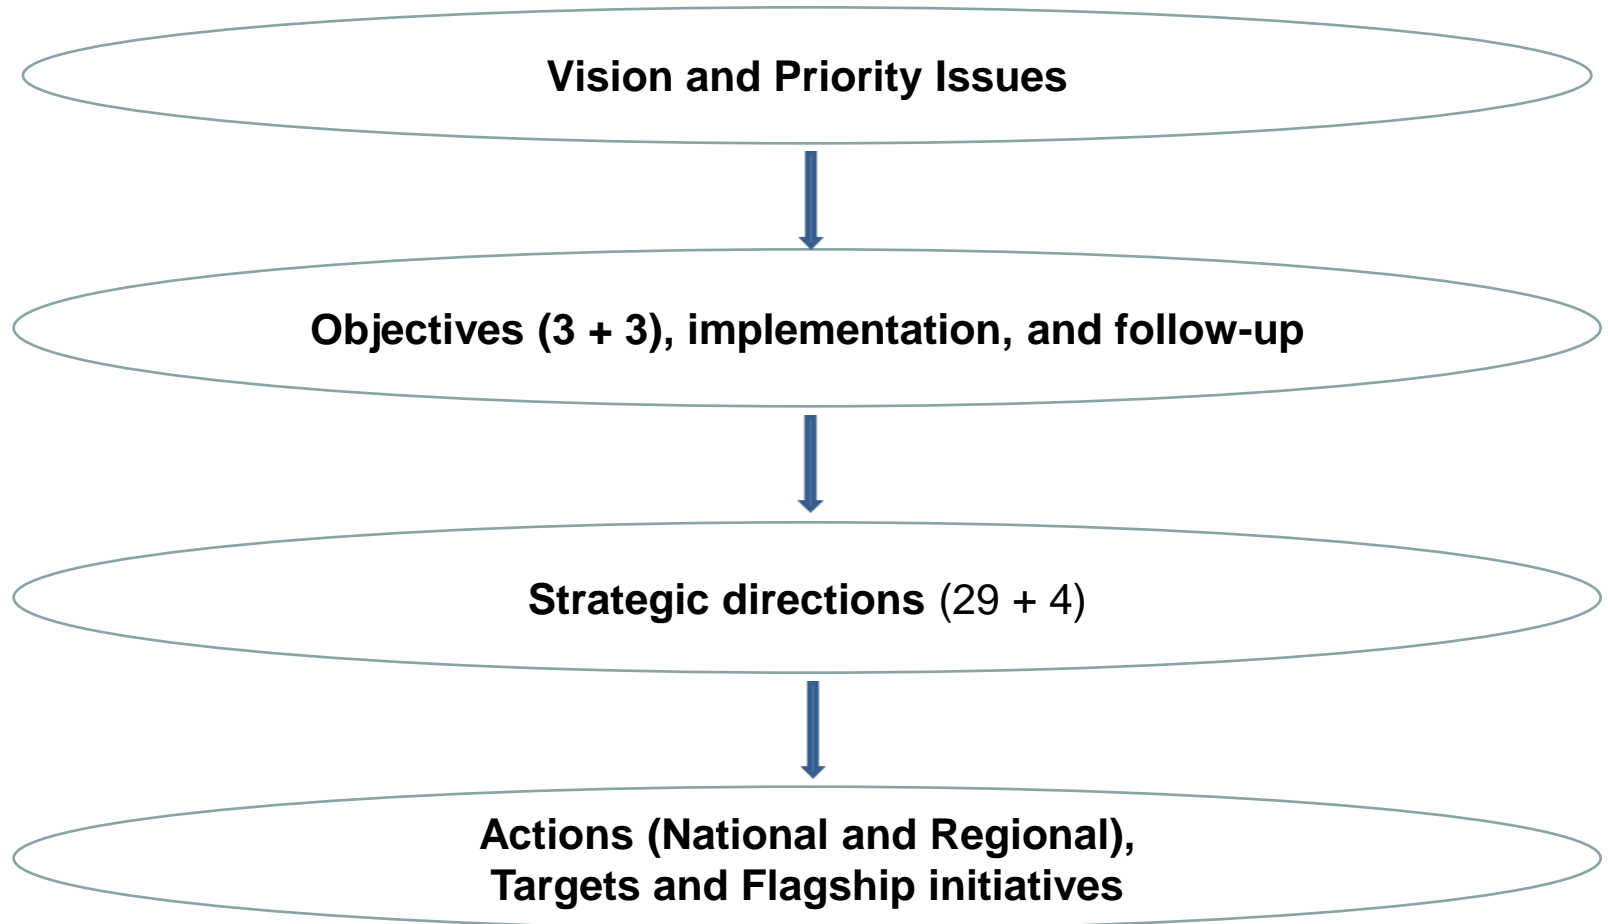 Vision and Priority Issues
Objectives (3 + 3), implementation, and follow-up
Strategic directions (29 + 4)
Actions (National and Regional),
Targets and Flagship initiatives